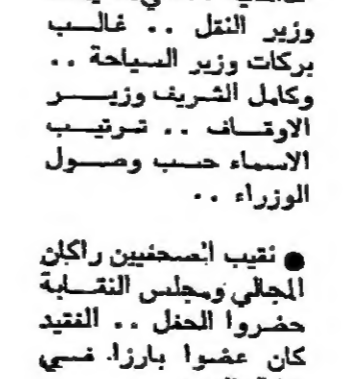 وزير النقل .. غالب
بركات وزير السياحة ..
وكامل الشريف وزير
الاوقاف .. ترتيب
الاسماء حسب وصول
الوزراء ..
● نقيب الصحفيين راكان
المجالي ومجلس النقابة
حضروا الحفل .. الفقيد
كان عضوا بارزا في